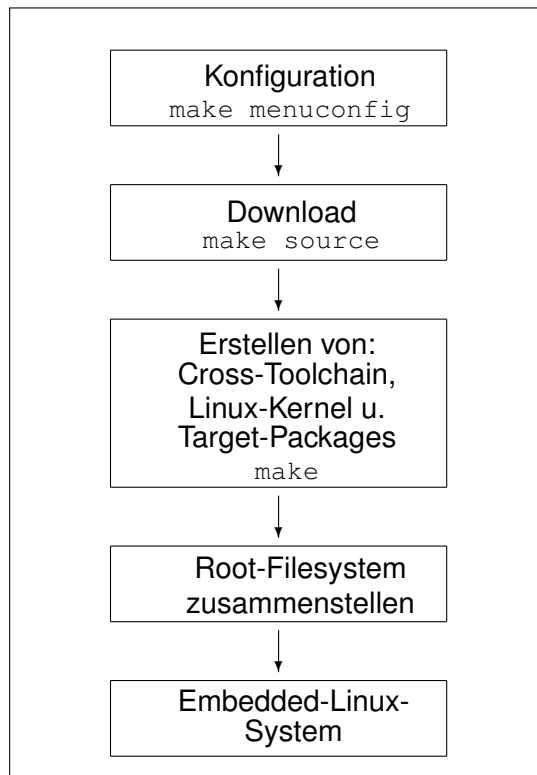 Konfiguration
make menuconfig
Download
make source
Erstellen von:
Cross-Toolchain,
Linux-Kernel u.
Target-Packages
make
Root-Filesystem
zusammenstellen
Embedded-Linux-
System